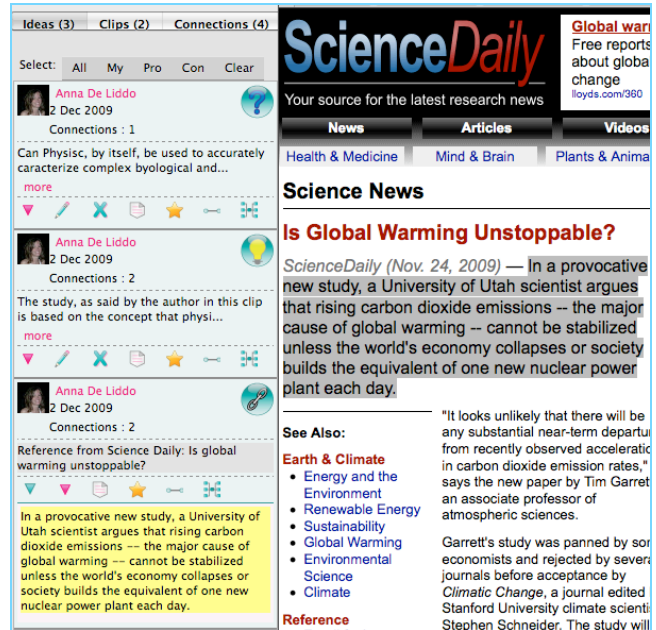 Ideas (3) Clips (2) Connections (4)
Select: All My Pro Con Clear
Anna De Liddo
2 Dec 2009
Connections : 1
Can Physisc, by itself, be used to accurately
caracterize complex byological and...
more
Anna De Liddo
2 Dec 2009
Connections : 2
The study, as said by the author in this clip
is based on the concept that physi...
more
Anna De Liddo
2 Dec 2009
Connections : 2
Reference from Science Daily: Is global
warming unstoppable?
In a provocative new study, a University of
Utah scientist argues that rising carbon
dioxide emissions -- the major cause of
global warming -- cannot be stabilized
unless the world's economy collapses or
society builds the equivalent of one new
nuclear power plant each day.
ScienceDaily
Your source for the latest research news
Global war
Free reports
about globa
change
lloyds.com/360
News Articles Videos
Health & Medicine Mind & Brain Plants & Anima
Science News
Is Global Warming Unstoppable?
ScienceDaily (Nov. 24, 2009) — In a provocative
new study, a University of Utah scientist argues
that rising carbon dioxide emissions -- the major
cause of global warming -- cannot be stabilized
unless the world's economy collapses or society
builds the equivalent of one new nuclear power
plant each day.
See Also:
Earth & Climate
Energy and the
Environment
Renewable Energy
Sustainability
Global Warming
Environmental
Science
Climate
Reference
"It looks unlikely that there will be
any substantial near-term departu
from recently observed acceleratio
in carbon dioxide emission rates,"
says the new paper by Tim Garret
an associate professor of
atmospheric sciences.
Garrett's study was panned by sor
economists and rejected by severa
journals before acceptance by
Climatic Change, a journal edited
Stanford University climate scienti
Stephen Schneider. The study will